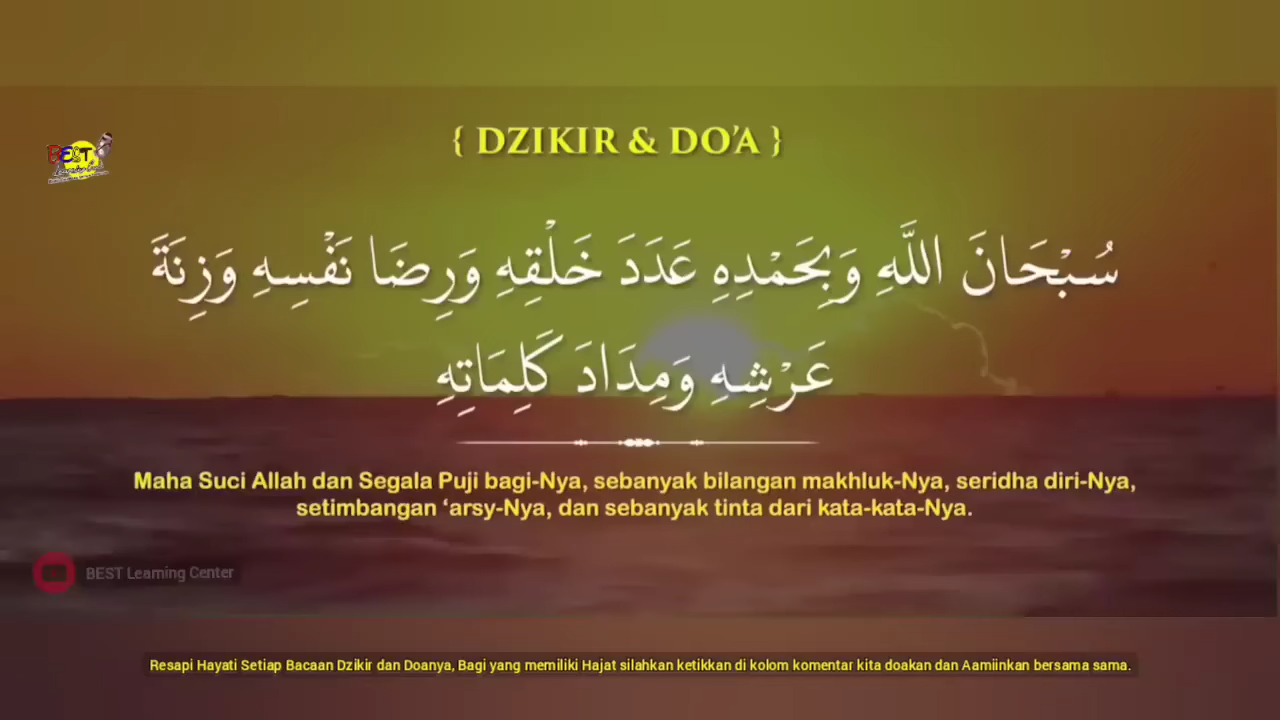 { DZIKIR & DO’A }
BEST
سُبْحَانَ اللَّهِ وَبِحَمْدِهِ عَدَدَ خَلْقِهِ وَرِضَا نَفْسِهِ وَزِنَةَ
عَرْشِهِ وَمِدَادَ كَلِمَاتِهِ
Maha Suci Allah dan Segala Puji bagi-Nya, sebanyak bilangan makhluk-Nya, seridha diri-Nya,
setimbangan ‘arsy-Nya, dan sebanyak tinta dari kata-kata-Nya.
BEST Learning Center
Resapi Hayati Setiap Bacaan Dzikir dan Doanya, Bagi yang memiliki Hajat silahkan ketikkan di kolom komentar kita doakan dan Aamiinkan bersama sama.